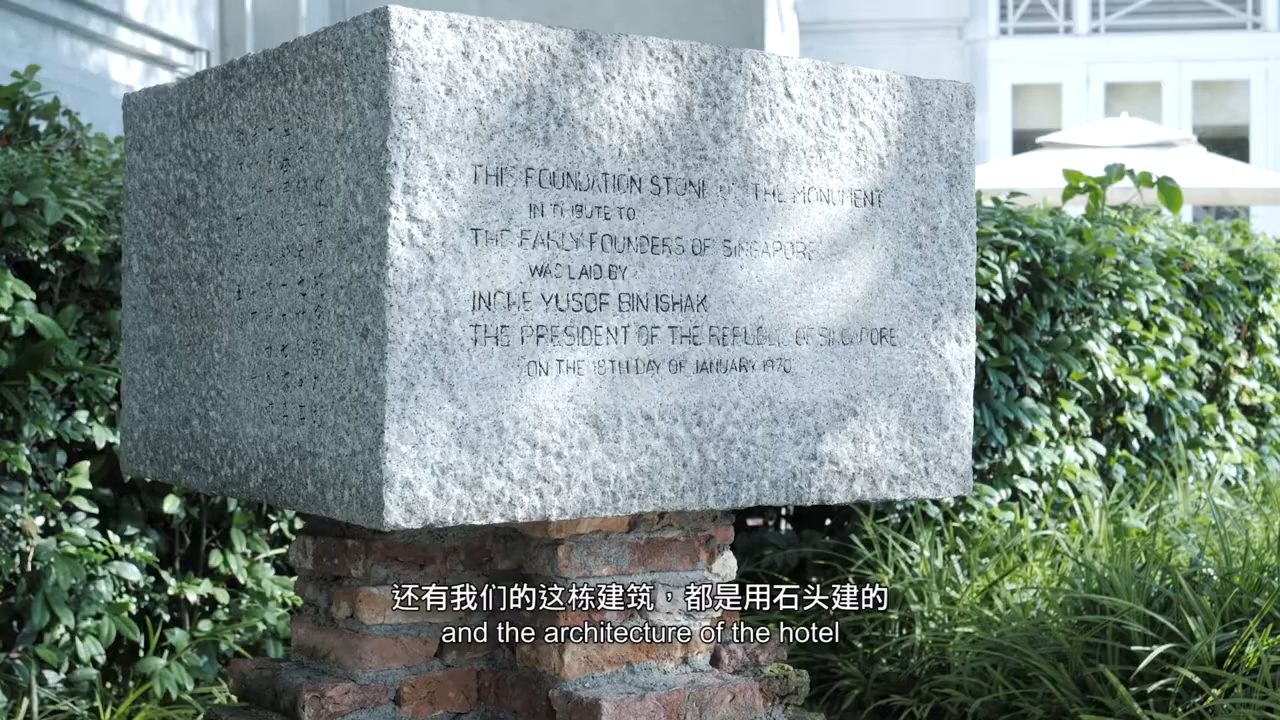 THIS FOUNDATION STONE OF THE MONUMENT
IN TRIBUTE TO
THE EARLY FOUNDERS OF SINGAPORE
WAS LAID BY
INCHE YUSOF BIN ISHAK
THE PRESIDENT OF THE REPUBLIC OF SINGAPORE
ON THE 18TH DAY OF JANUARY 1970
还有我们的这栋建筑，都是用石头建的
and the architecture of the hotel